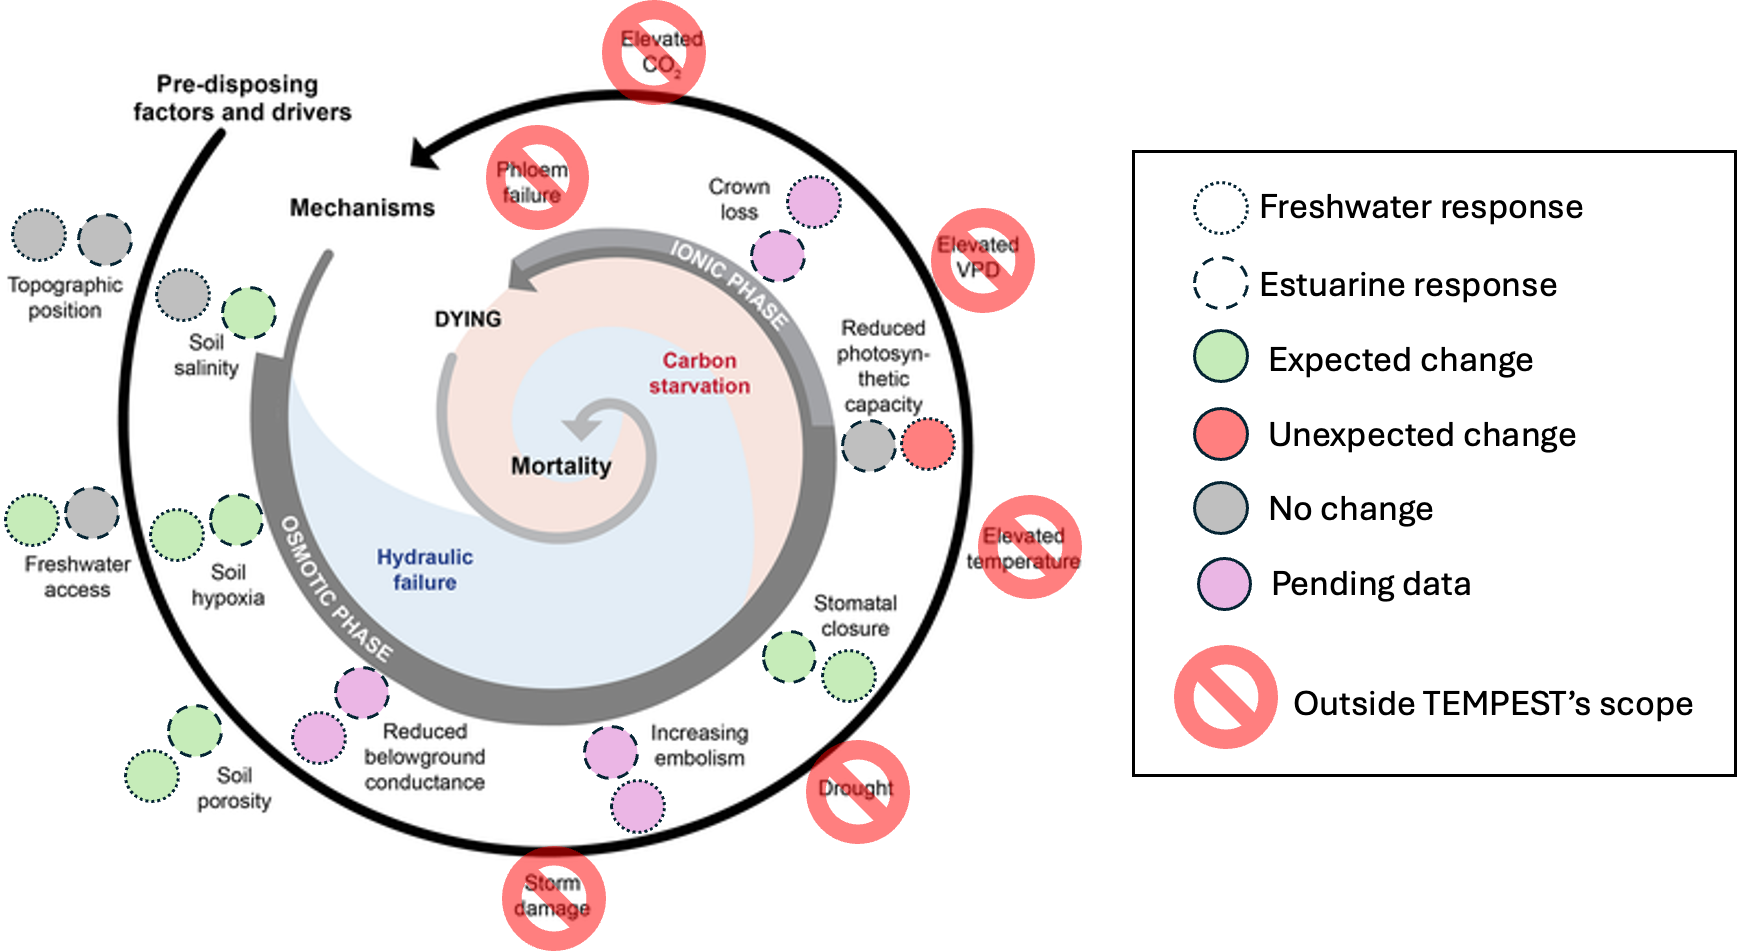 Elevated
CO₂
Pre-disposing
factors and drivers
Phloem
failure
Crown
loss
Mechanisms
Elevated
VPD
IONIC PHASE
Topographic
position
Soil
salinity
DYING
Reduced
photosyn-
thetic
capacity
Carbon
starvation
Mortality
Freshwater
access
Soil
hypoxia
OSMOTIC PHASE
Hydraulic
failure
Elevated
temperature
Stomatal
closure
Reduced
belowground
conductance
Increasing
embolism
Soil
porosity
Drought
Storm
damage
Freshwater response
Estuarine response
Expected change
Unexpected change
No change
Pending data
Outside TEMPEST’s scope